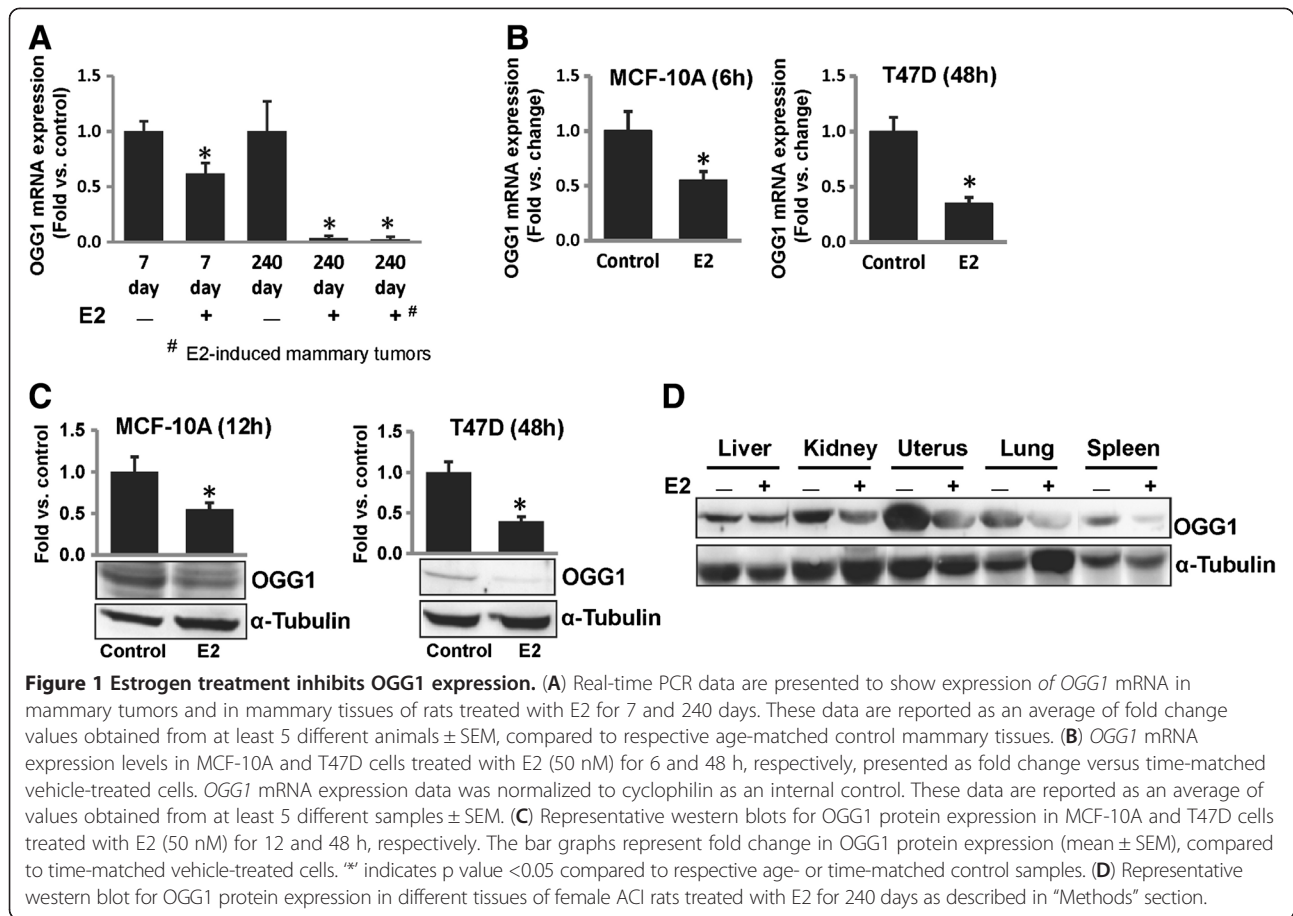 A
OGG1 mRNA expression
(Fold vs. control)
1.5
1.0
0.5
0.0
*
*
*
7 day
7 day
240 day
240 day
240 day
E2
—
+
—
+
+ #
# E2-induced mammary tumors
B
MCF-10A (6h)
OGG1 mRNA expression
(Fold vs. change)
1.5
1.0
0.5
0.0
*
Control
E2
T47D (48h)
OGG1 mRNA expression
(Fold vs. change)
1.5
1.0
0.5
0.0
*
Control
E2
C
MCF-10A (12h)
Fold vs. control
1.5
1.0
0.5
0.0
*
OGG1
α-Tubulin
Control
E2
T47D (48h)
Fold vs. control
1.5
1.0
0.5
0.0
*
OGG1
α-Tubulin
Control
E2
D
Liver Kidney Uterus Lung Spleen
E2 — + — + — + — + — +
OGG1
α-Tubulin
Figure 1 Estrogen treatment inhibits OGG1 expression. (A) Real-time PCR data are presented to show expression of OGG1 mRNA in
mammary tumors and in mammary tissues of rats treated with E2 for 7 and 240 days. These data are reported as an average of fold change
values obtained from at least 5 different animals ± SEM, compared to respective age-matched control mammary tissues. (B) OGG1 mRNA
expression levels in MCF-10A and T47D cells treated with E2 (50 nM) for 6 and 48 h, respectively, presented as fold change versus time-matched
vehicle-treated cells. OGG1 mRNA expression data was normalized to cyclophilin as an internal control. These data are reported as an average of
values obtained from at least 5 different samples ± SEM. (C) Representative western blots for OGG1 protein expression in MCF-10A and T47D cells
treated with E2 (50 nM) for 12 and 48 h, respectively. The bar graphs represent fold change in OGG1 protein expression (mean ± SEM), compared
to time-matched vehicle-treated cells. ‘*’ indicates p value <0.05 compared to respective age- or time-matched control samples. (D) Representative
western blot for OGG1 protein expression in different tissues of female ACI rats treated with E2 for 240 days as described in “Methods” section.